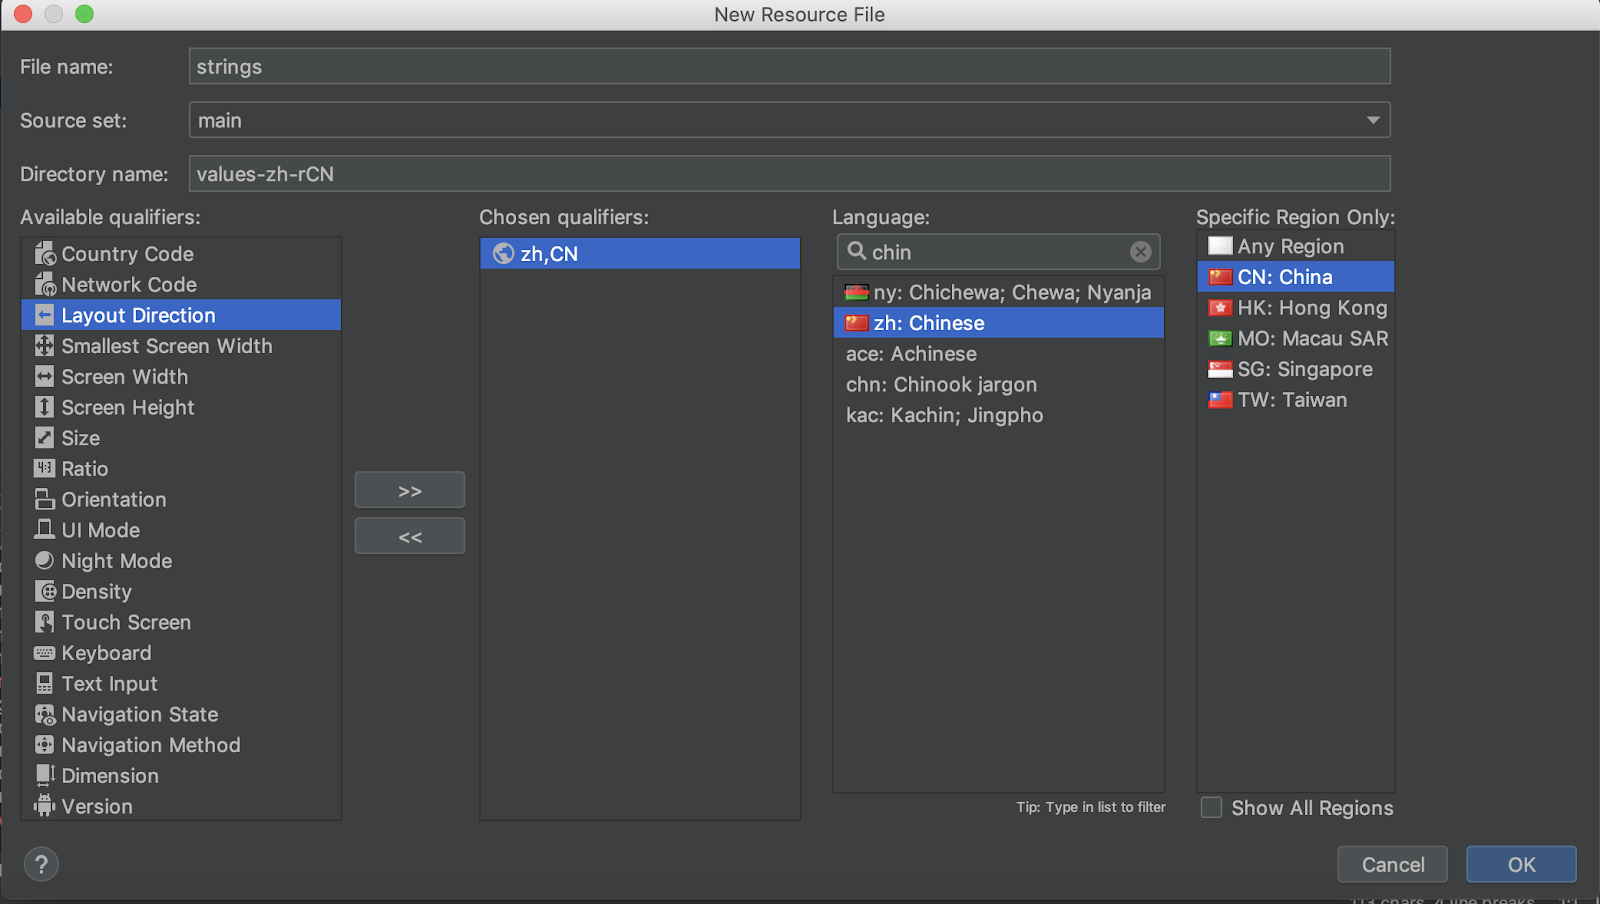 New Resource File
File name:
strings
Source set:
main
Directory name:
values-zh-rCN
Available qualifiers:
Country Code
Network Code
Layout Direction
Smallest Screen Width
Screen Width
Screen Height
Size
Ratio
Orientation
UI Mode
Night Mode
Density
Touch Screen
Keyboard
Text Input
Navigation State
Navigation Method
Dimension
Version
>>
<<
Chosen qualifiers:
zh,CN
Language:
chin
ny: Chichewa; Chewa; Nyanja
zh: Chinese
ace: Achinese
chn: Chinook jargon
kac: Kachin; Jingpho
Tip: Type in list to filter
Specific Region Only:
Any Region
CN: China
HK: Hong Kong
MO: Macau SAR
SG: Singapore
TW: Taiwan
Show All Regions
?
Cancel
OK